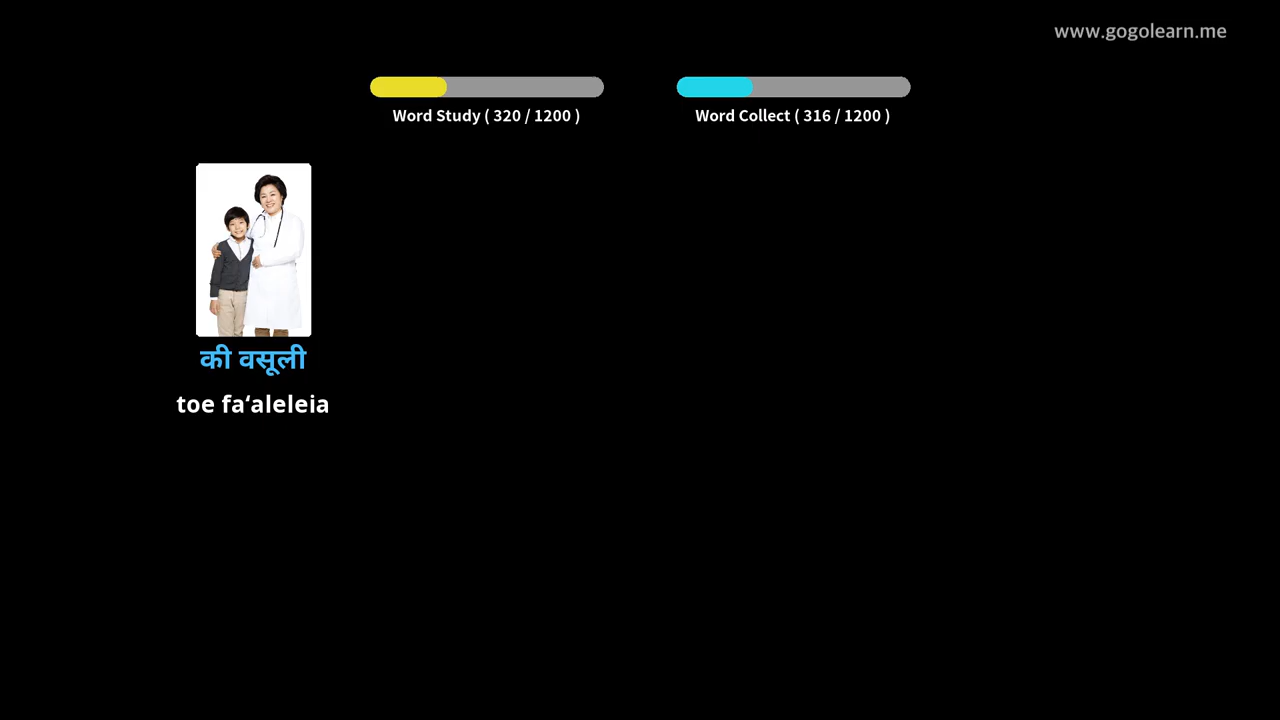 www.gogolearn.me
Word Study ( 320 / 1200 )
Word Collect ( 316 / 1200 )
की वसूली
toe fa‘aleleia